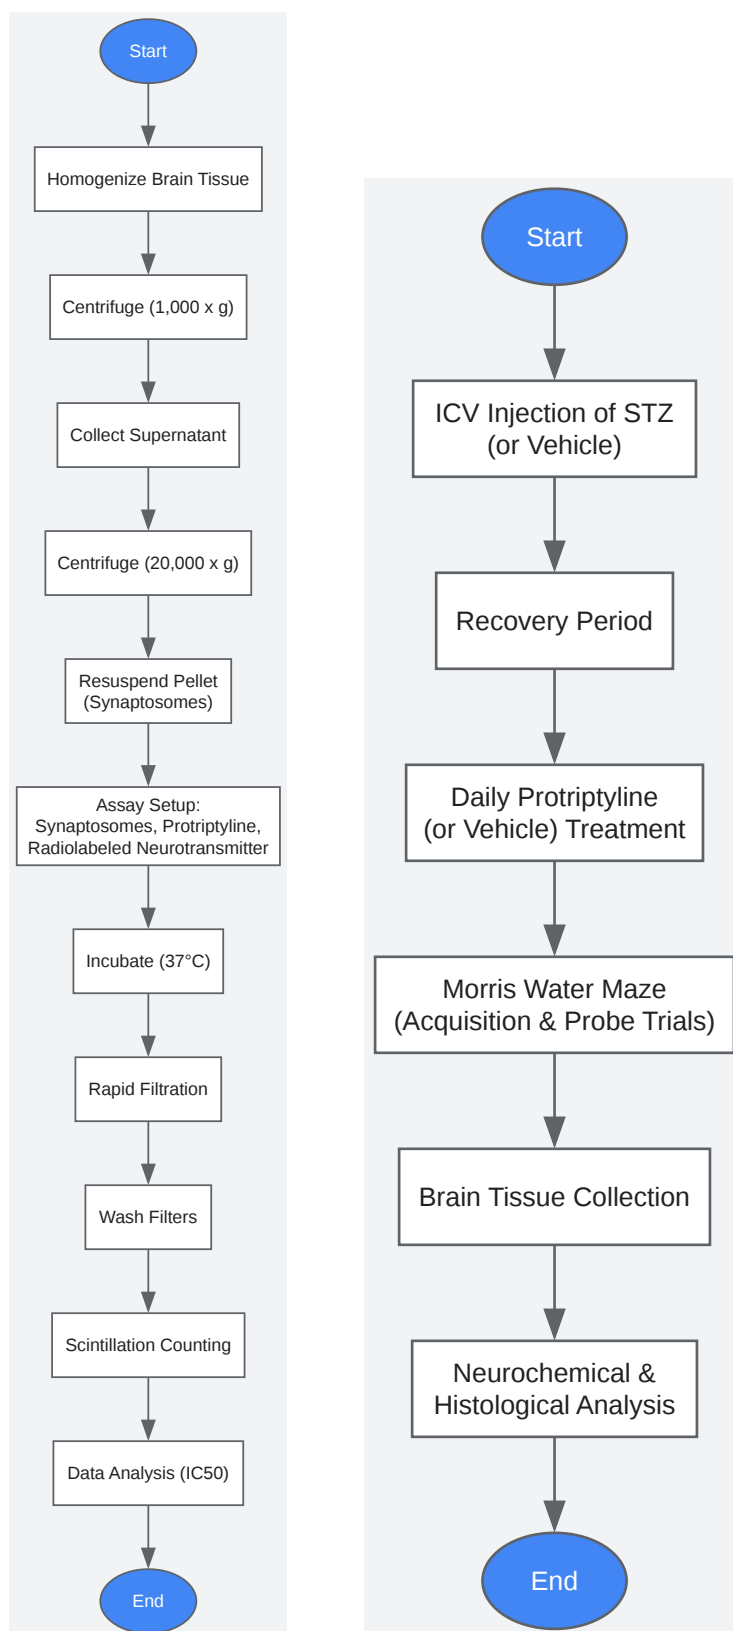 Start
Homogenize Brain Tissue
Centrifuge (1,000 x g)
Collect Supernatant
Centrifuge (20,000 x g)
Resuspend Pellet
(Synaptosomes)
Assay Setup:
Synaptosomes, Protriptyline,
Radiolabeled Neurotransmitter
Incubate (37°C)
Rapid Filtration
Wash Filters
Scintillation Counting
Data Analysis (IC50)
End
Start
ICV Injection of STZ
(or Vehicle)
Recovery Period
Daily Protriptyline
(or Vehicle) Treatment
Morris Water Maze
(Acquisition & Probe Trials)
Brain Tissue Collection
Neurochemical &
Histological Analysis
End